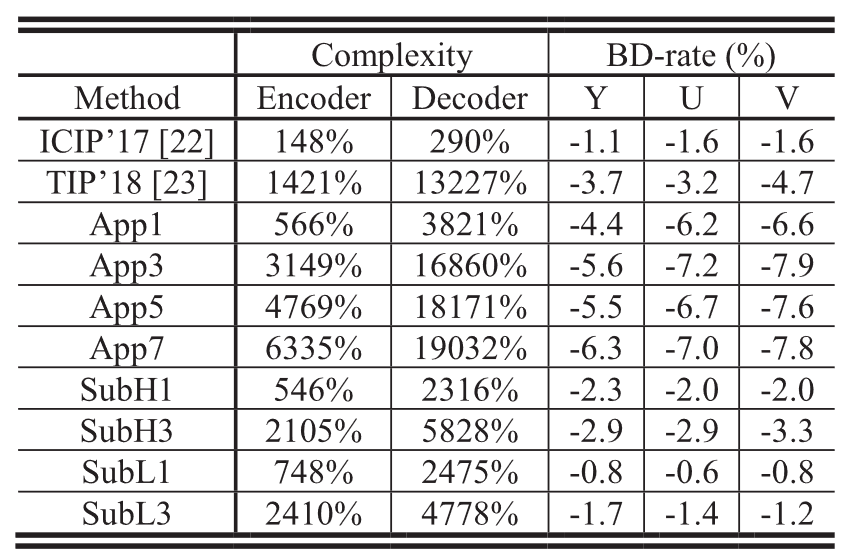 Complexity BD-rate (%)
Method Encoder Decoder Y U V
ICIP’17 [22] 148% 290% -1.1 -1.6 -1.6
TIP’18 [23] 1421% 13227% -3.7 -3.2 -4.7
App1 566% 3821% -4.4 -6.2 -6.6
App3 3149% 16860% -5.6 -7.2 -7.9
App5 4769% 18171% -5.5 -6.7 -7.6
App7 6335% 19032% -6.3 -7.0 -7.8
SubH1 546% 2316% -2.3 -2.0 -2.0
SubH3 2105% 5828% -2.9 -2.9 -3.3
SubL1 748% 2475% -0.8 -0.6 -0.8
SubL3 2410% 4778% -1.7 -1.4 -1.2